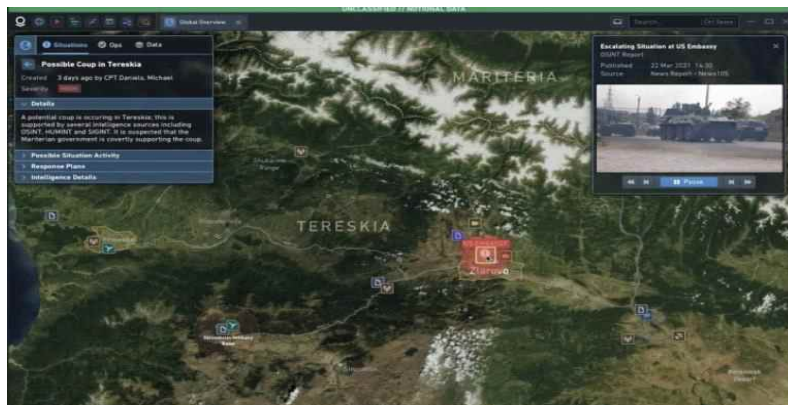 UNCLASSIFIED // NOTIONAL DATA
Global Overview
Search...
Situations
Ops
Data
Possible Coup in Tereskia
Created 3 days ago by CPT Daniels, Michael
Severity
Details
A potential coup is occuring in Tereskia; this is
supported by several intelligence sources including
OSINT, HUMINT and SIGINT. It is suspected that the
Mariterian government is covertly supporting the coup.
Possible Situation Activity
Response Plans
Intelligence Details
Escalating Situation at US Embassy
OSINT Report
Published 22 Mar 2021 14:30
Source News Report - News105
Pause
MARITERIA
TERESKIA
US EMBASSY
Zlarova
Base